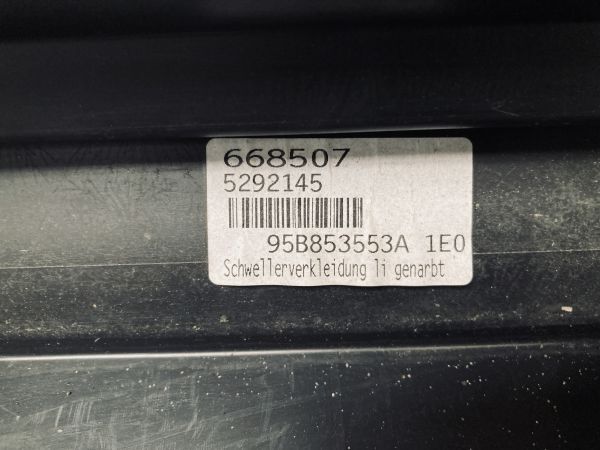 668507
5292145
95B853553A 1E0
Schwellerverkleidung li genarbt